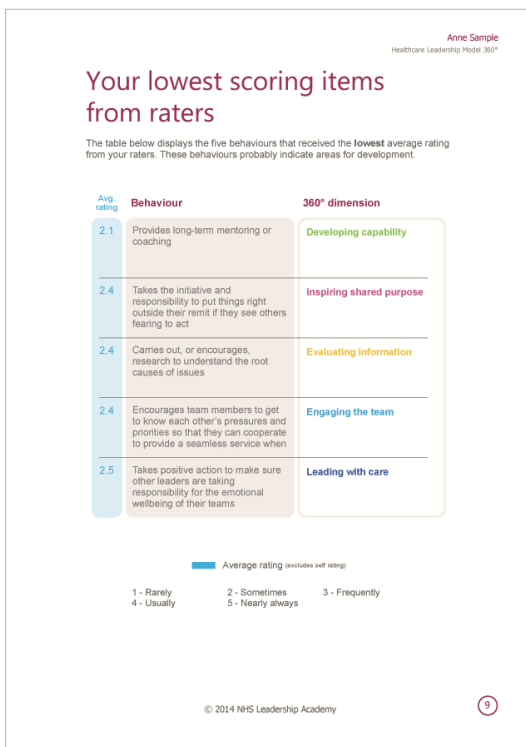 Anne Sample
Healthcare Leadership Model 360°
Your lowest scoring items
from raters
The table below displays the five behaviours that received the lowest average rating
from your raters. These behaviours probably indicate areas for development.
Avg.
rating
Behaviour
360° dimension
2.1
Provides long-term mentoring or
coaching
Developing capability
2.4
Takes the initiative and
responsibility to put things right
outside their remit if they see others
fearing to act
Inspiring shared purpose
2.4
Carries out, or encourages,
research to understand the root
causes of issues
Evaluating information
2.4
Encourages team members to get
to know each other's pressures and
priorities so that they can cooperate
to provide a seamless service when
Engaging the team
2.5
Takes positive action to make sure
other leaders are taking
responsibility for the emotional
wellbeing of their teams
Leading with care
Average rating (excludes self rating)
1 - Rarely 2 - Sometimes 3 - Frequently
4 - Usually 5 - Nearly always
© 2014 NHS Leadership Academy
9